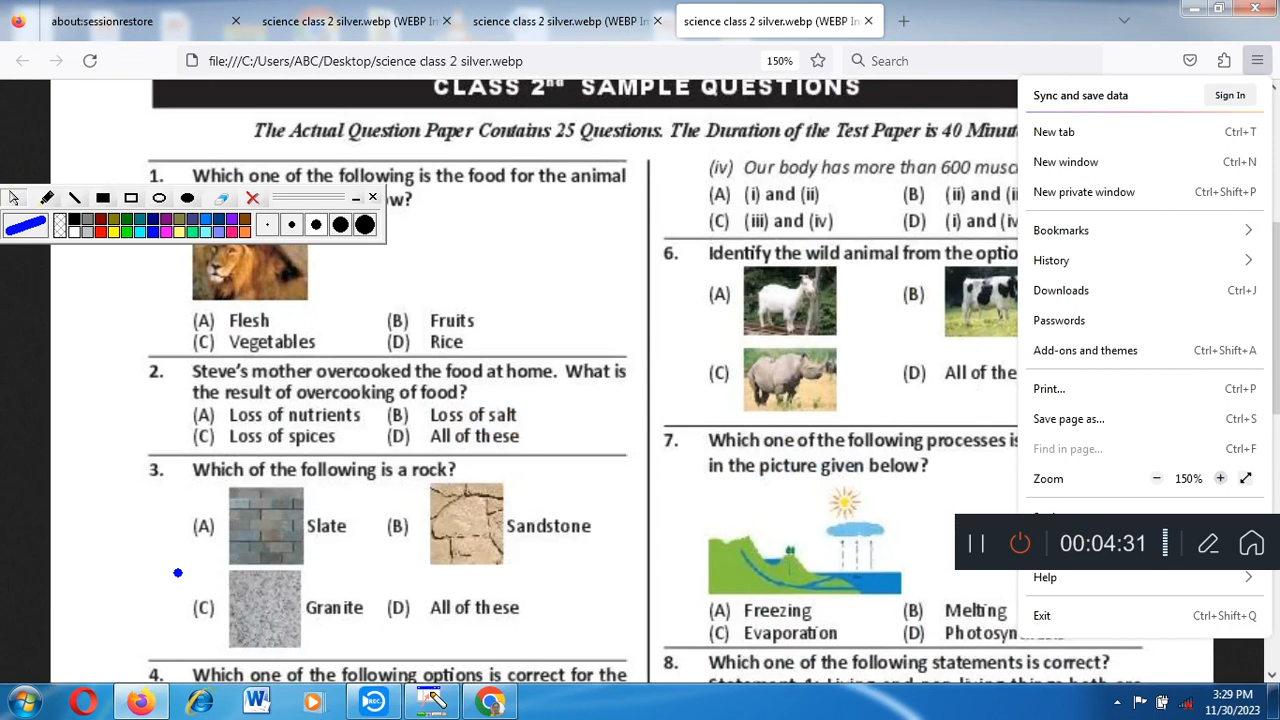 about:sessionrestore
science class 2 silver.webp (WEBP In
science class 2 silver.webp (WEBP In
science class 2 silver.webp (WEBP In
file:///C:/Users/ABC/Desktop/science class 2 silver.webp
150%
Search
CLASS 2nd SAMPLE QUESTIONS
The Actual Question Paper Contains 25 Questions. The Duration of the Test Paper is 40 Minut
1. Which one of the following is the food for the animal
ow?
(A) Flesh (B) Fruits
(C) Vegetables (D) Rice
2. Steve's mother overcooked the food at home. What is
the result of overcooking of food?
(A) Loss of nutrients (B) Loss of salt
(C) Loss of spices (D) All of these
3. Which of the following is a rock?
(A) Slate (B) Sandstone
(C) Granite (D) All of these
4. Which one of the following options is correct for the
(iv) Our body has more than 600 musc
(A) (i) and (ii) (B) (ii) and (ii
(C) (iii) and (iv) (D) (i) and (iv
6. Identify the wild animal from the optio
(A) (B)
(C) (D) All of the
7. Which one of the following processes is
in the picture given below?
(A) Freezing (B) Melting
(C) Evaporation (D) Photosyn
8. Which one of the following statements is correct?
Sync and save data Sign In
New tab Ctrl+T
New window Ctrl+N
New private window Ctrl+Shift+P
Bookmarks
History
Downloads Ctrl+J
Passwords
Add-ons and themes Ctrl+Shift+A
Print... Ctrl+P
Save page as... Ctrl+S
Find in page... Ctrl+F
Zoom 150%
00:04:31
Help
Exit Ctrl+Shift+Q
REC
3:29 PM
11/30/2023